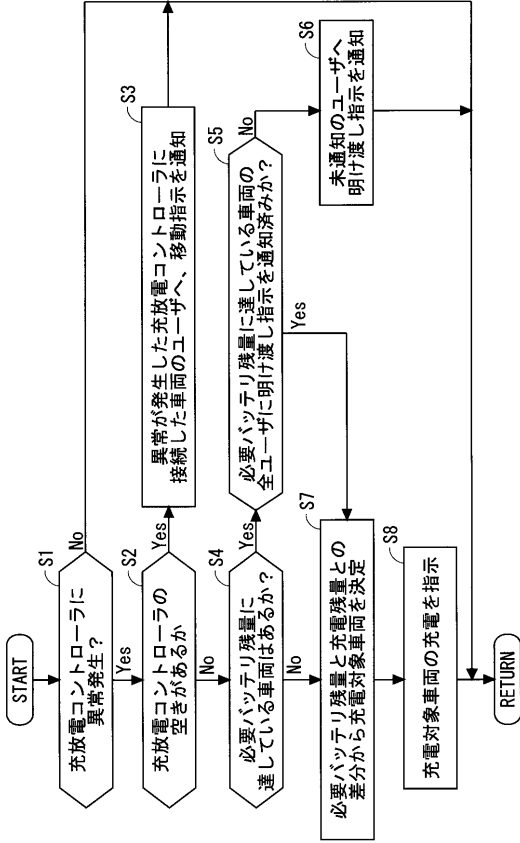 START
S1
充放電コントローラに
異常発生?
No
Yes
S2
充放電コントローラの
空きがあるか
Yes
No
S3
異常が発生した充放電コントローラに
接続した車両のユーザへ、移動指示を通知
S4
必要バッテリ残量に
達している車両はあるか?
Yes
No
S5
必要バッテリ残量に達している車両の
全ユーザに明け渡し指示を通知済みか?
No
Yes
S6
未通知のユーザへ
明け渡し指示を通知
S7
必要バッテリ残量と充電残量との
差分から充電対象車両を決定
S8
充電対象車両の充電を指示
RETURN